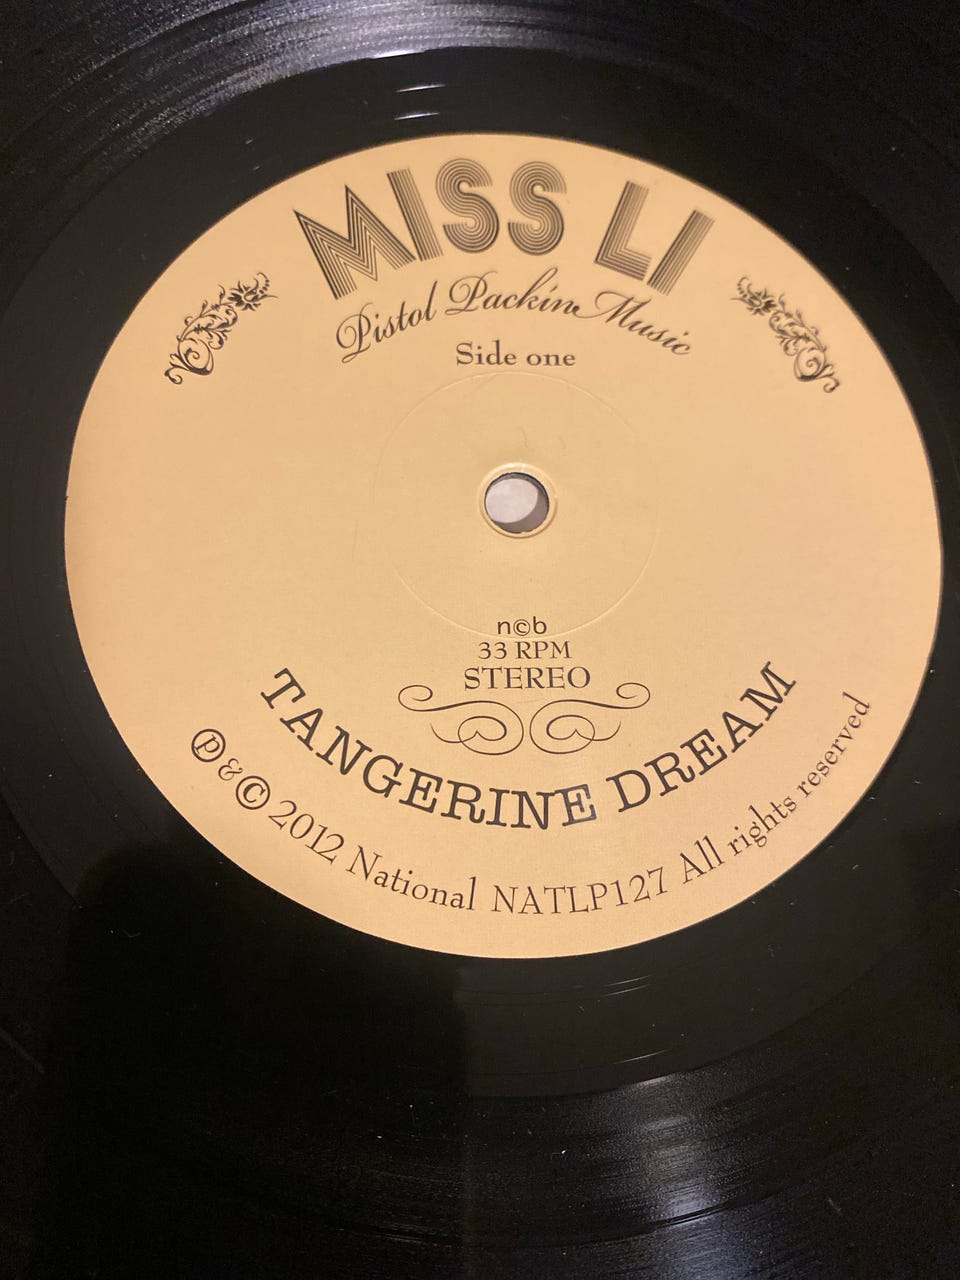 MISS LI
Pistol Packin Music
Side one
n©b
33 RPM
STEREO
TANGERINE DREAM
℗ & © 2012 National NATLP127 All rights reserved